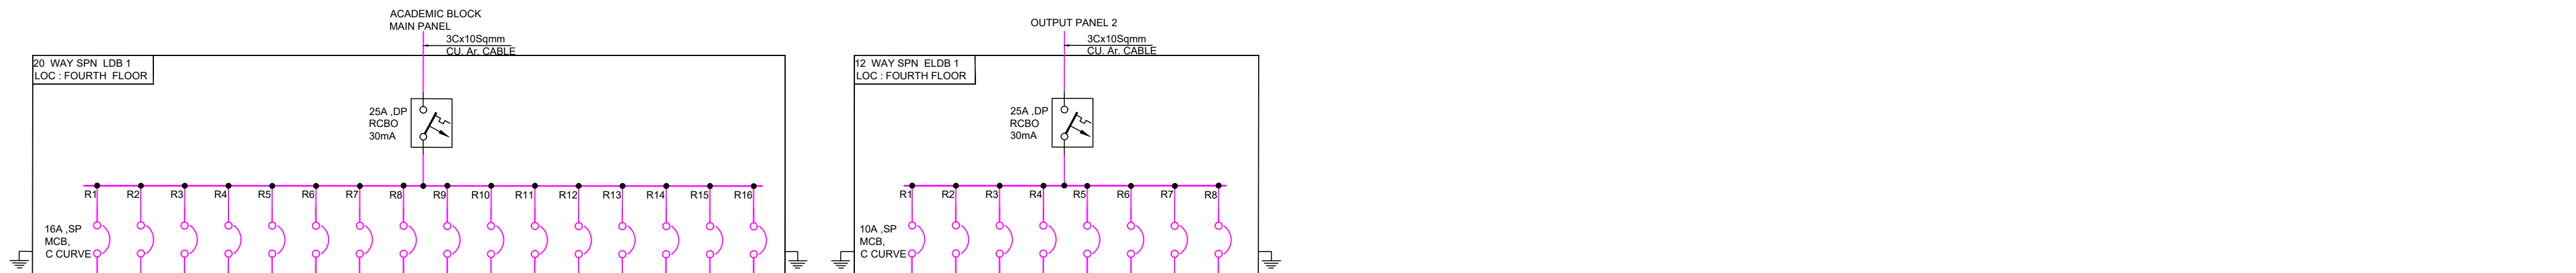 ACADEMIC BLOCK
MAIN PANEL
3Cx10Sqmm
CU. Ar. CABLE
20 WAY SPN LDB 1
LOC : FOURTH FLOOR
25A ,DP
RCBO
30mA
R1 R2 R3 R4 R5 R6 R7 R8 R9 R10 R11 R12 R13 R14 R15 R16
16A ,SP
MCB,
C CURVE
OUTPUT PANEL 2
3Cx10Sqmm
CU. Ar. CABLE
12 WAY SPN ELDB 1
LOC : FOURTH FLOOR
25A ,DP
RCBO
30mA
R1 R2 R3 R4 R5 R6 R7 R8
10A ,SP
MCB,
C CURVE